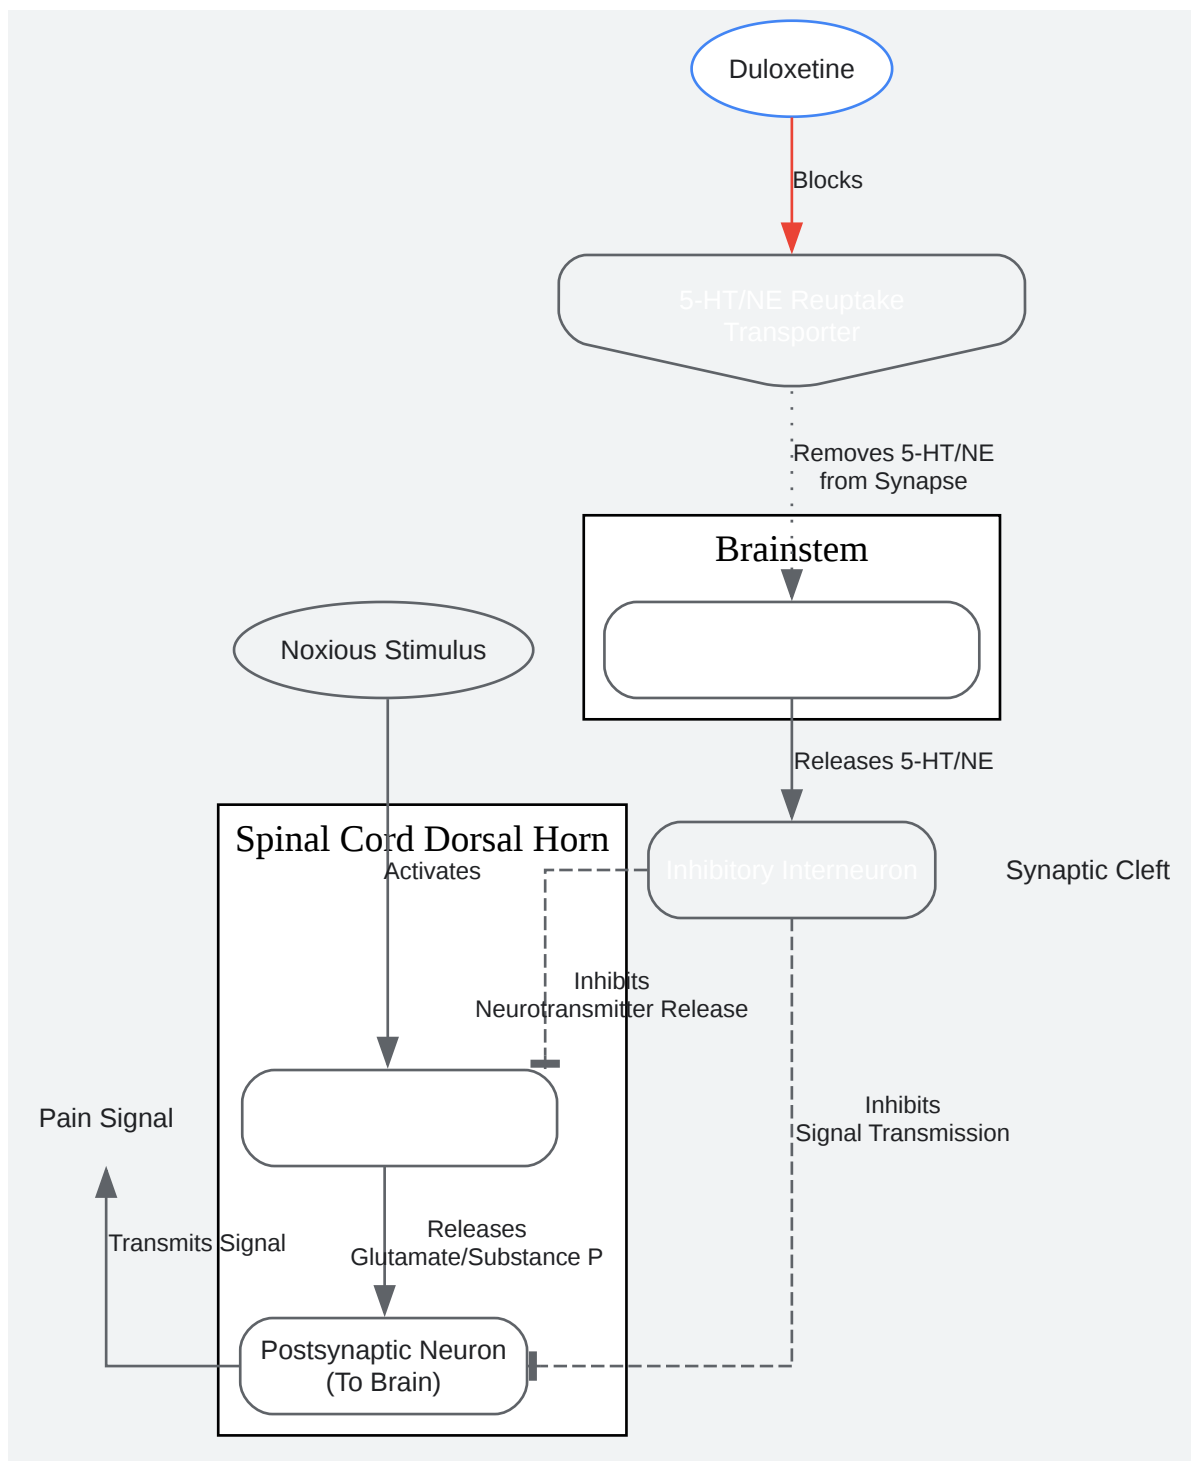 Duloxetine
Blocks
5-HT/NE Reuptake
Transporter
Removes 5-HT/NE
from Synapse
Brainstem
Noxious Stimulus
Releases 5-HT/NE
Spinal Cord Dorsal Horn
Activates
Inhibitory Interneuron
Synaptic Cleft
Inhibits
Neurotransmitter Release
Pain Signal
Inhibits
Signal Transmission
Transmits Signal
Releases
Glutamate/Substance P
Postsynaptic Neuron
(To Brain)